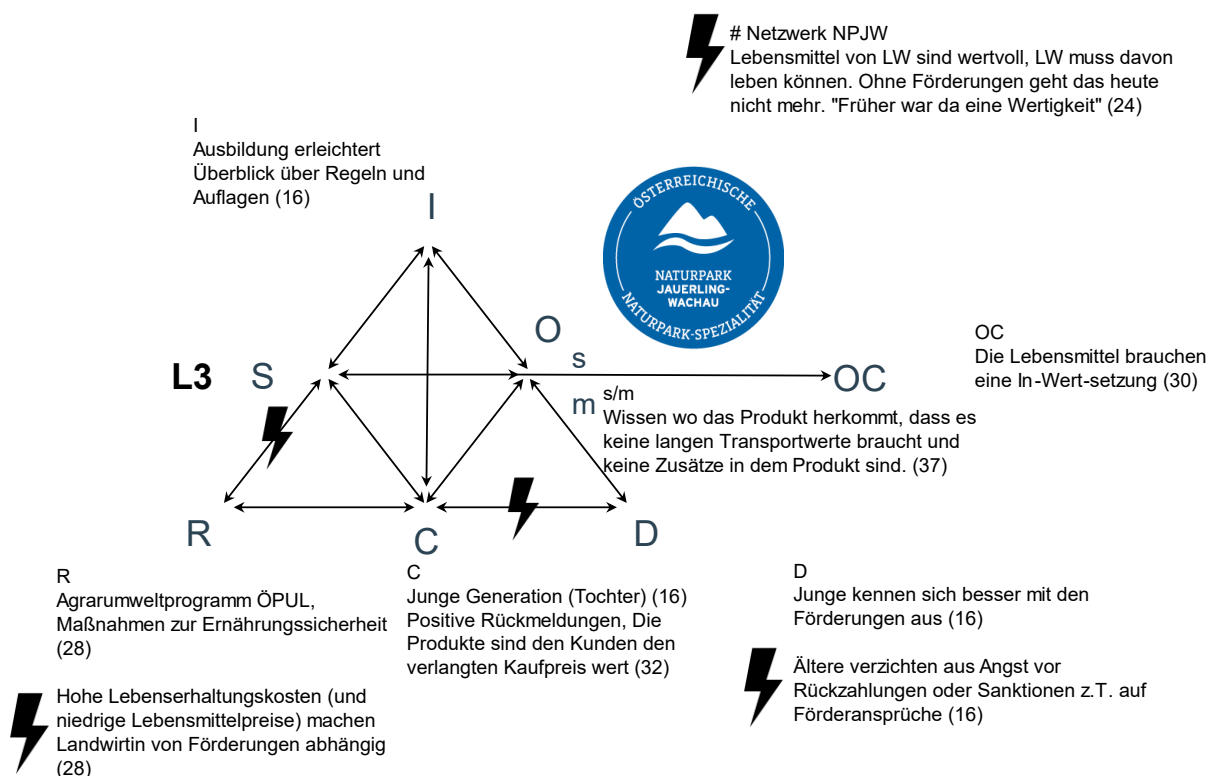 # Netzwerk NPJW
Lebensmittel von LW sind wertvoll, LW muss davon
leben können. Ohne Förderungen geht das heute
nicht mehr. "Früher war da eine Wertigkeit" (24)
I
Ausbildung erleichtert
Überblick über Regeln und
Auflagen (16)
I
ÖSTERREICHISCHE
NATURPARK
JAUERLING-
WACHAU
NATURPARK-SPEZIALITÄT
O
s
L3
S
OC
m
OC
Die Lebensmittel brauchen
eine In-Wert-setzung (30)
s/m
Wissen wo das Produkt herkommt, dass es
keine langen Transportwerte braucht und
keine Zusätze in dem Produkt sind. (37)
R
C
D
R
Agrarumweltprogramm ÖPUL,
Maßnahmen zur Ernährungssicherheit
(28)
Hohe Lebenserhaltungskosten (und
niedrige Lebensmittelpreise) machen
Landwirtin von Förderungen abhängig
(28)
C
Junge Generation (Tochter) (16)
Positive Rückmeldungen, Die
Produkte sind den Kunden den
verlangten Kaufpreis wert (32)
D
Junge kennen sich besser mit den
Förderungen aus (16)
Ältere verzichten aus Angst vor
Rückzahlungen oder Sanktionen z.T. auf
Förderansprüche (16)